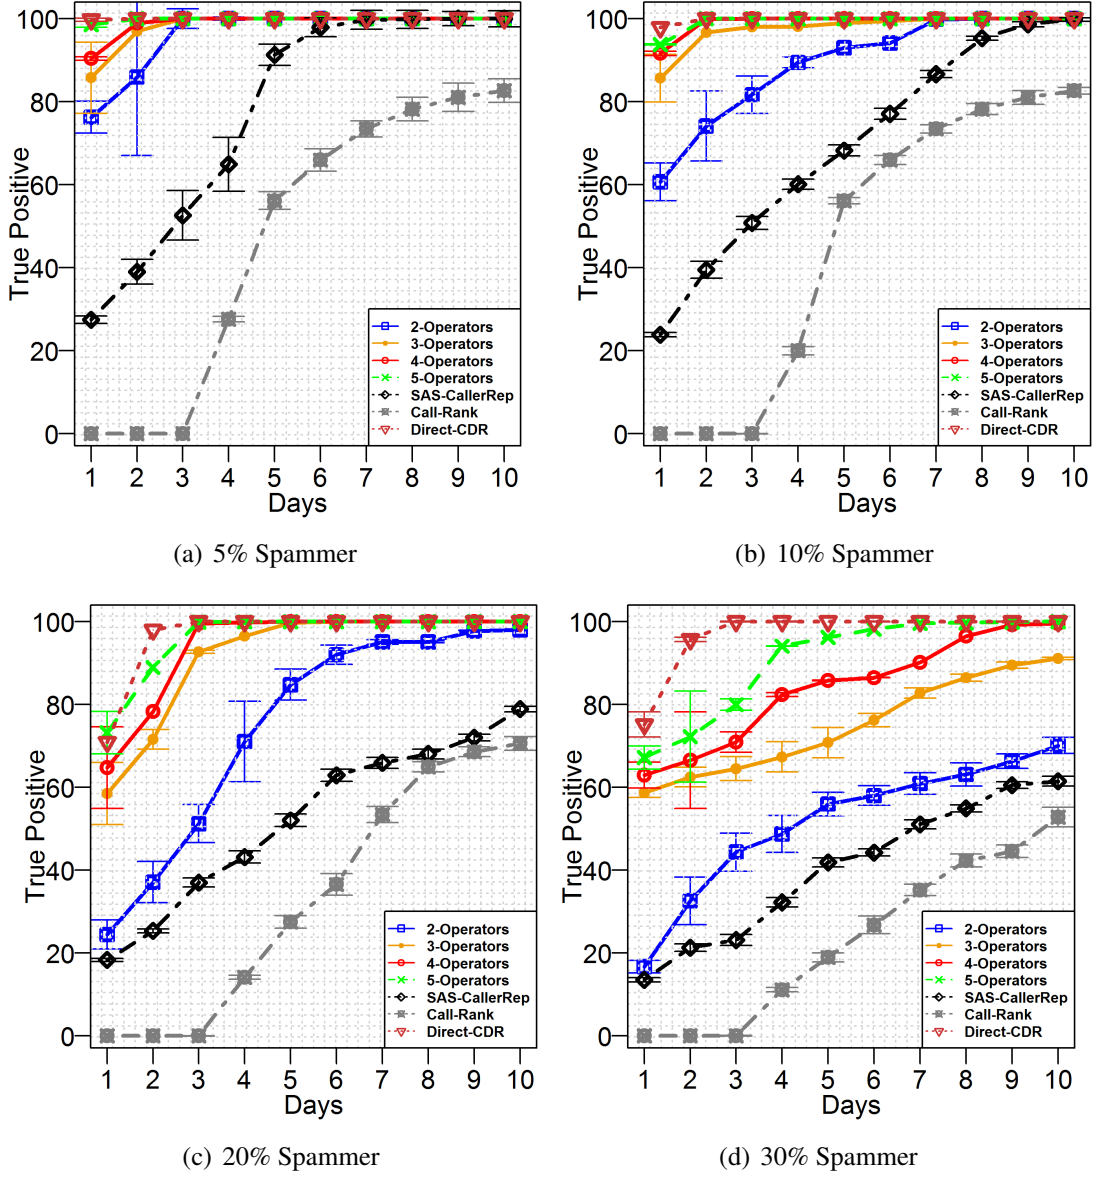 True Positive
100
80
60
40
20
0
2-Operators
3-Operators
4-Operators
5-Operators
SAS-CallerRep
Call-Rank
Direct-CDR
1 2 3 4 5 6 7 8 9 10
Days
(a) 5% Spammer
True Positive
100
80
60
40
20
0
2-Operators
3-Operators
4-Operators
5-Operators
SAS-CallerRep
Call-Rank
Direct-CDR
1 2 3 4 5 6 7 8 9 10
Days
(b) 10% Spammer
True Positive
100
80
60
40
20
0
2-Operators
3-Operators
4-Operators
5-Operators
SAS-CallerRep
Call-Rank
Direct-CDR
1 2 3 4 5 6 7 8 9 10
Days
(c) 20% Spammer
True Positive
100
80
60
40
20
0
2-Operators
3-Operators
4-Operators
5-Operators
SAS-CallerRep
Call-Rank
Direct-CDR
1 2 3 4 5 6 7 8 9 10
Days
(d) 30% Spammer